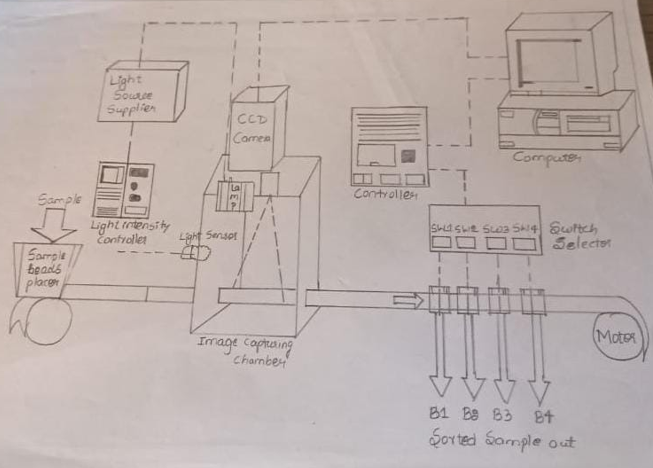 Light
Source
Supplier
CCD
Camera
Computer
Controller
Sample
Light intensity
Controller
Light Sensor
LAMP
SW1 SW2 SW3 SW4
Switch
Selector
Sample
beads
placer
Image Capturing
Chamber
Motor
B1 B2 B3 B4
Sorted Sample out